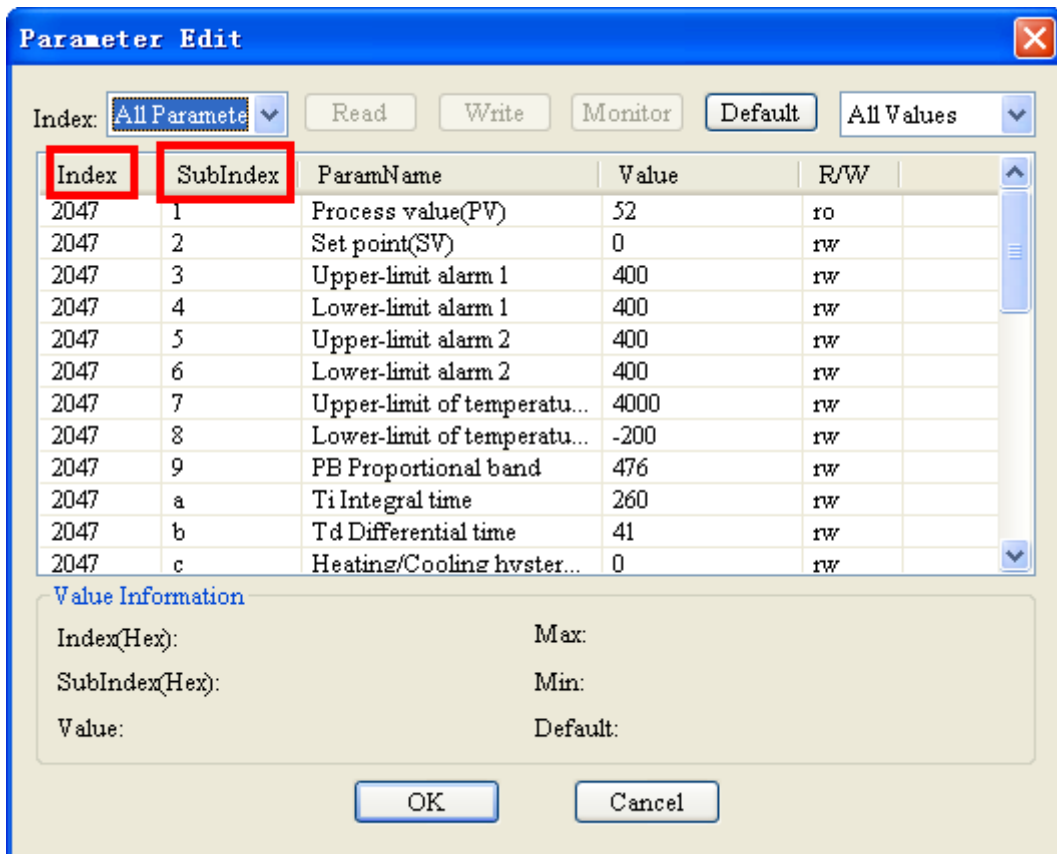 Parameter Edit
Index: All Paramete Read Write Monitor Default All Values
Index SubIndex ParamName Value R/W
2047 1 Process value(PV) 52 ro
2047 2 Set point(SV) 0 rw
2047 3 Upper-limit alarm 1 400 rw
2047 4 Lower-limit alarm 1 400 rw
2047 5 Upper-limit alarm 2 400 rw
2047 6 Lower-limit alarm 2 400 rw
2047 7 Upper-limit of temperatu... 4000 rw
2047 8 Lower-limit of temperatu... -200 rw
2047 9 PB Proportional band 476 rw
2047 a Ti Integral time 260 rw
2047 b Td Differential time 41 rw
2047 c Heating/Cooling hyster... 0 rw
Value Information
Index(Hex): Max:
SubIndex(Hex): Min:
Value: Default:
OK Cancel